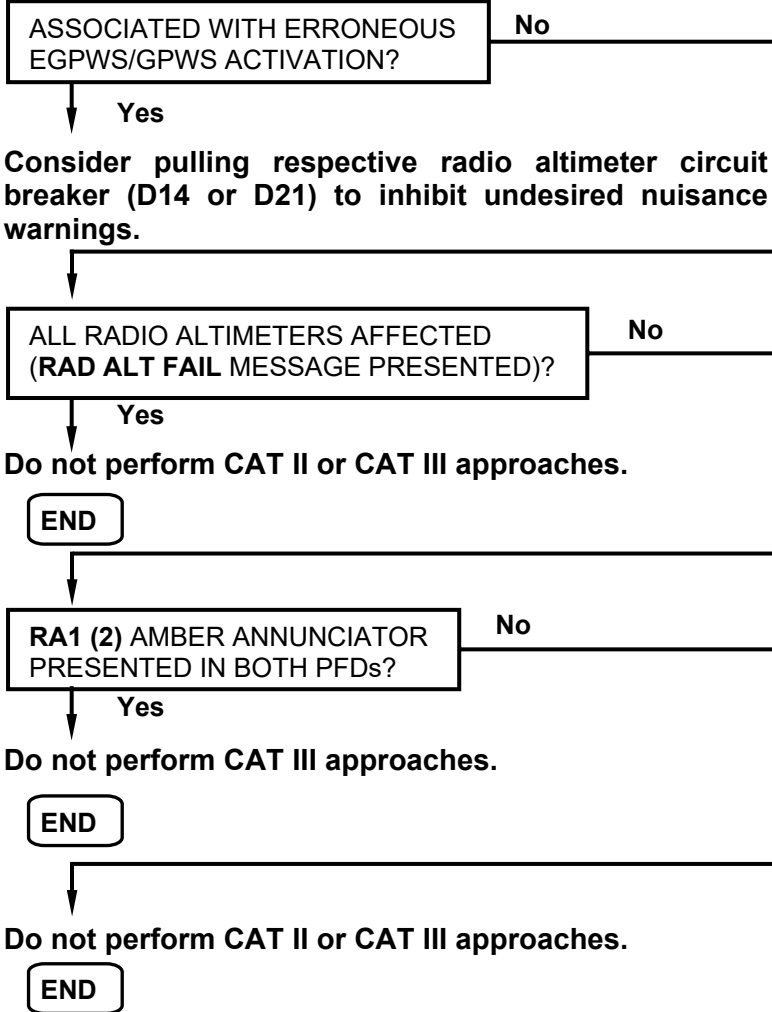 ASSOCIATED WITH ERRONEOUS
EGPWS/GPWS ACTIVATION?
No
Yes
Consider pulling respective radio altimeter circuit
breaker (D14 or D21) to inhibit undesired nuisance
warnings.
ALL RADIO ALTIMETERS AFFECTED
(RAD ALT FAIL MESSAGE PRESENTED)?
No
Yes
Do not perform CAT II or CAT III approaches.
END
RA1 (2) AMBER ANNUNCIATOR
PRESENTED IN BOTH PFDs?
No
Yes
Do not perform CAT III approaches.
END
Do not perform CAT II or CAT III approaches.
END